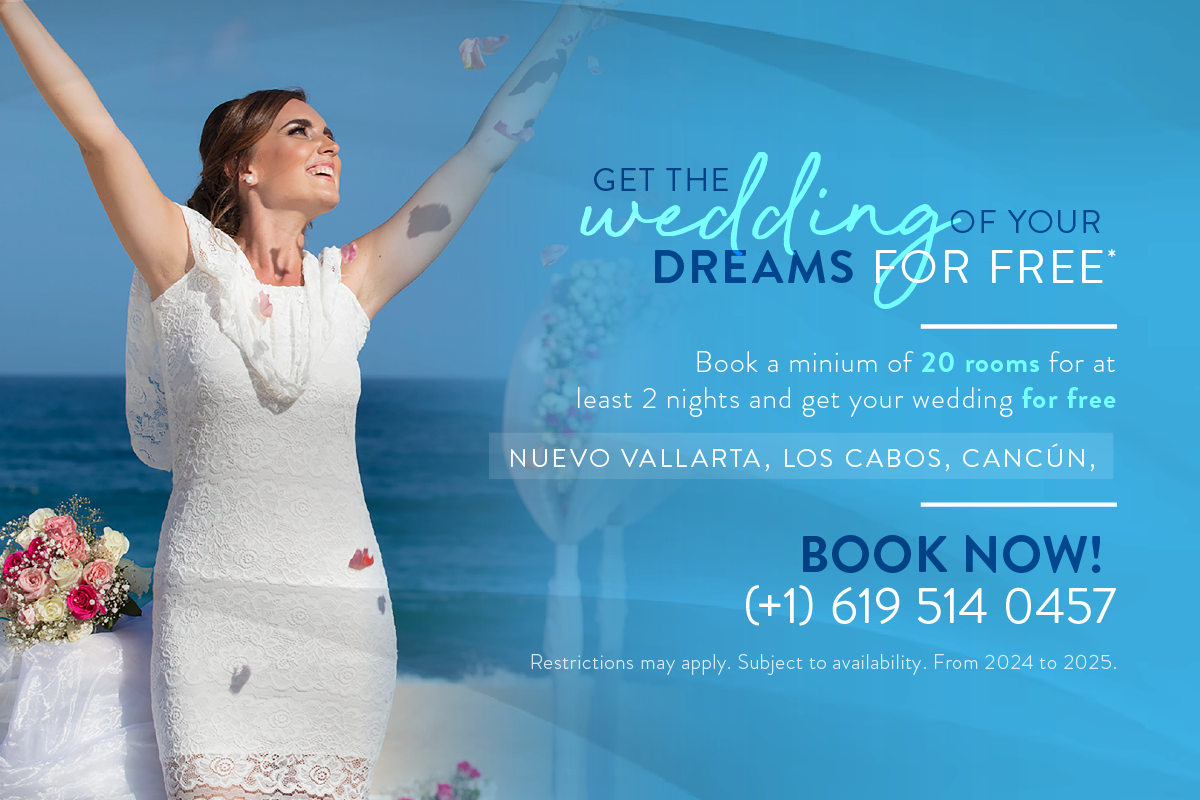 GET THE
wedding OF YOUR
DREAMS FOR FREE*
Book a minium of 20 rooms for at
least 2 nights and get your wedding for free
NUEVO VALLARTA, LOS CABOS, CANCÚN,
BOOK NOW!
(+1) 619 514 0457
Restrictions may apply. Subject to availability. From 2024 to 2025.